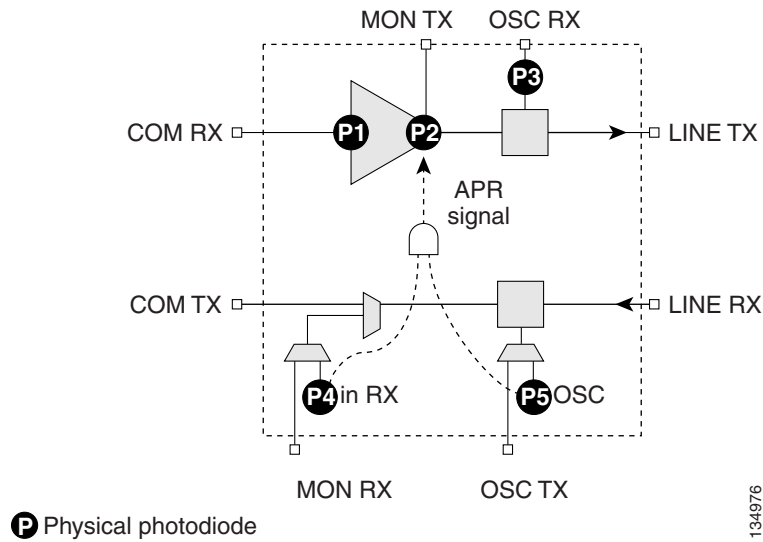 MON TX OSC RX
P3
COM RX P1 P2 LINE TX
APR
signal
COM TX LINE RX
P4 in RX P5 OSC
MON RX OSC TX
P Physical photodiode
134976